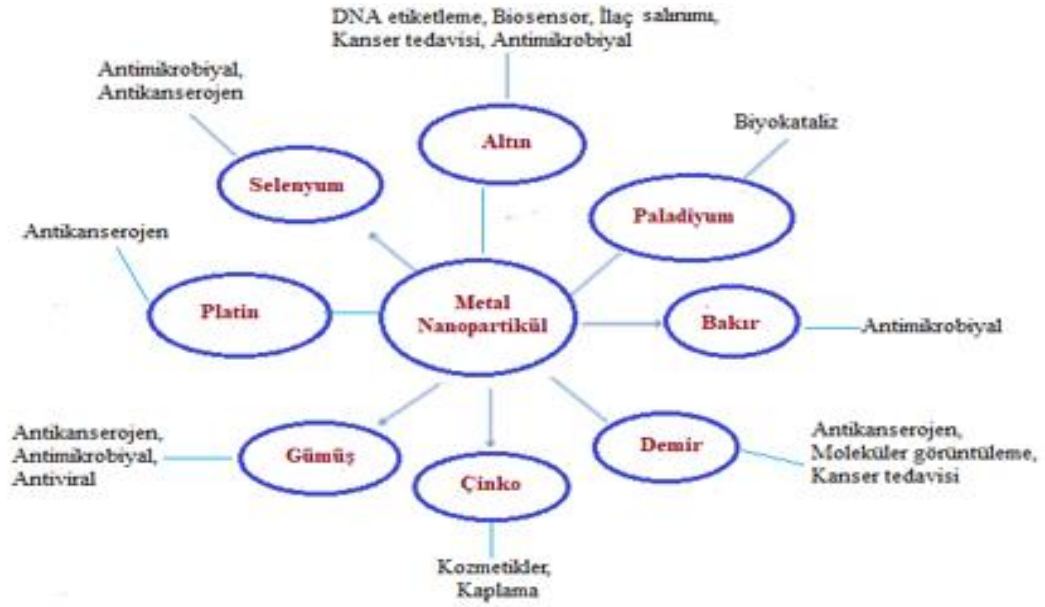 DNA etiketleme, Biosensor, İlaç salınımı,
Kanser tedavisi, Antimikrobiyal
Antimikrobiyal,
Antikanserojen
Altın
Biyokataliz
Selenyum
Paladiyum
Antikanserojen
Platin
Metal
Nanopartikül
Bakır
Antimikrobiyal
Antikanserojen,
Antimikrobiyal,
Antiviral
Gümüş
Çinko
Demir
Antikanserojen,
Moleküler görüntüleme,
Kanser tedavisi
Kozmetikler,
Kaplama